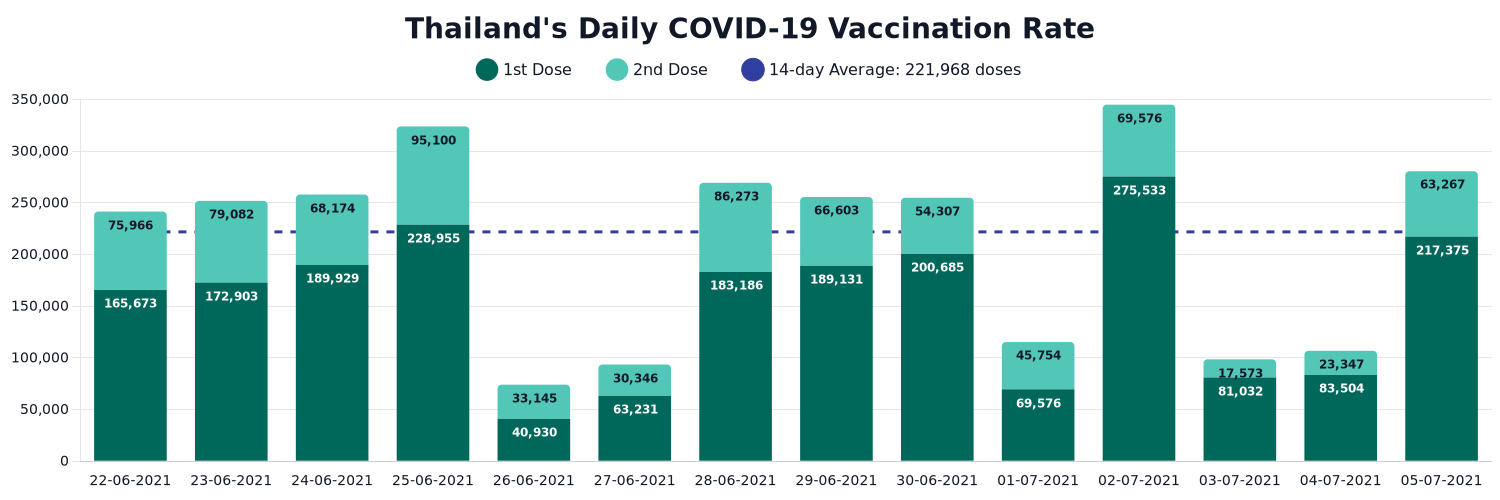 Thailand's Daily COVID-19 Vaccination Rate
1st Dose 2nd Dose 14-day Average: 221,968 doses
350,000
300,000
250,000
200,000
150,000
100,000
50,000
0
75,966 79,082 68,174 95,100 33,145 30,346 86,273 66,603 54,307 45,754 69,576 17,573 23,347 63,267
165,673 172,903 189,929 228,955 40,930 63,231 183,186 189,131 200,685 69,576 275,533 81,032 83,504 217,375
22-06-2021 23-06-2021 24-06-2021 25-06-2021 26-06-2021 27-06-2021 28-06-2021 29-06-2021 30-06-2021 01-07-2021 02-07-2021 03-07-2021 04-07-2021 05-07-2021